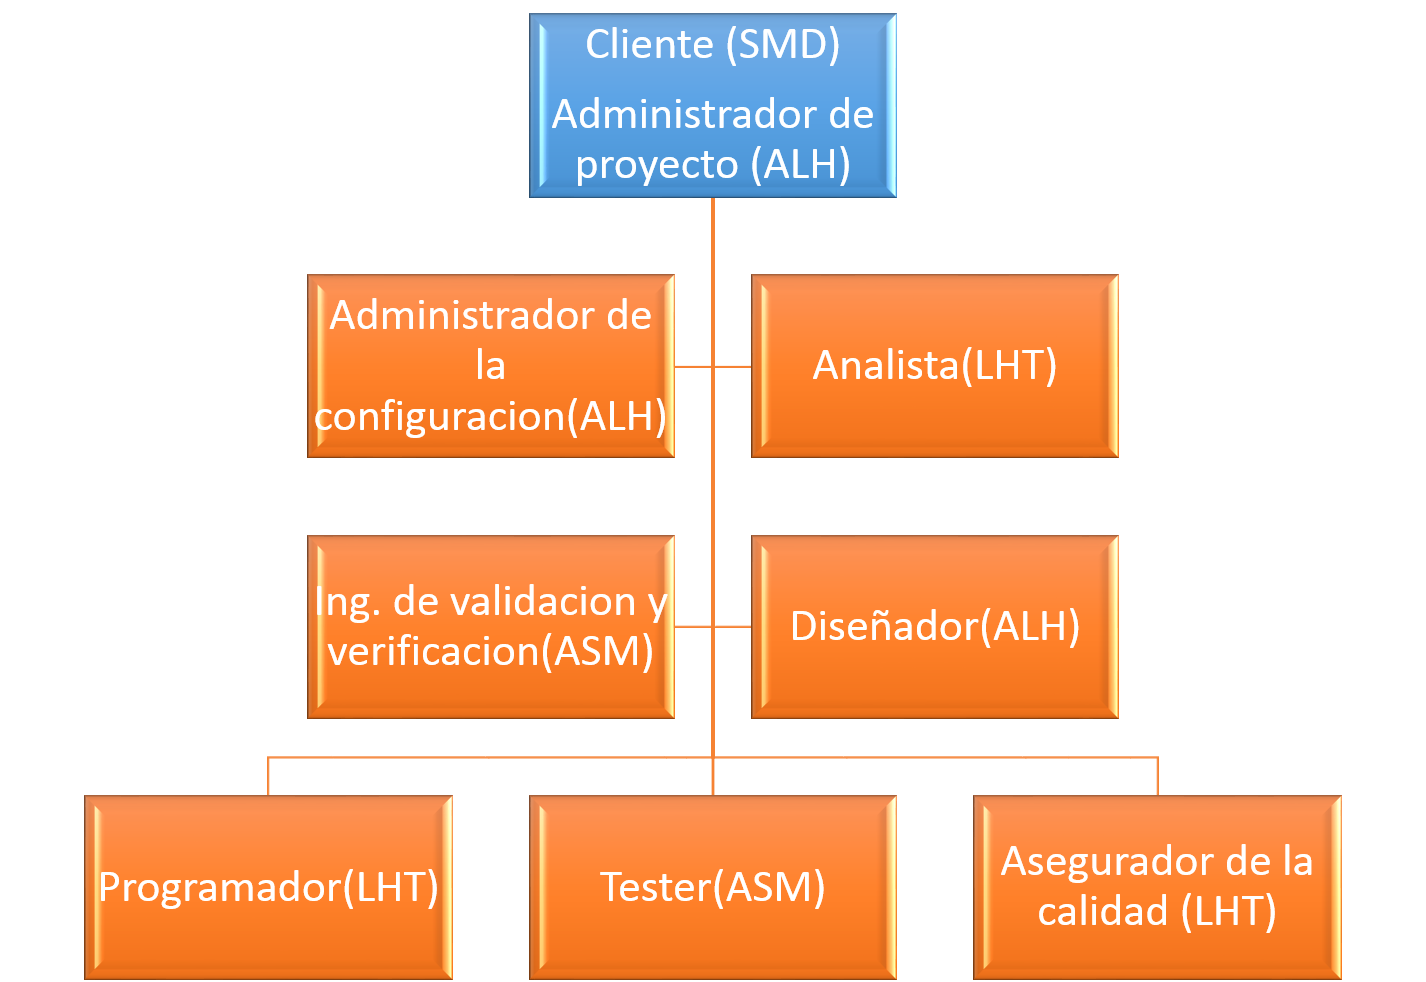 Cliente (SMD)
Administrador de
proyecto (ALH)
Administrador de
la
configuracion(ALH)
Analista(LHT)
Ing. de validacion y
verificacion(ASM)
Diseñador(ALH)
Programador(LHT)
Tester(ASM)
Asegurador de la
calidad (LHT)